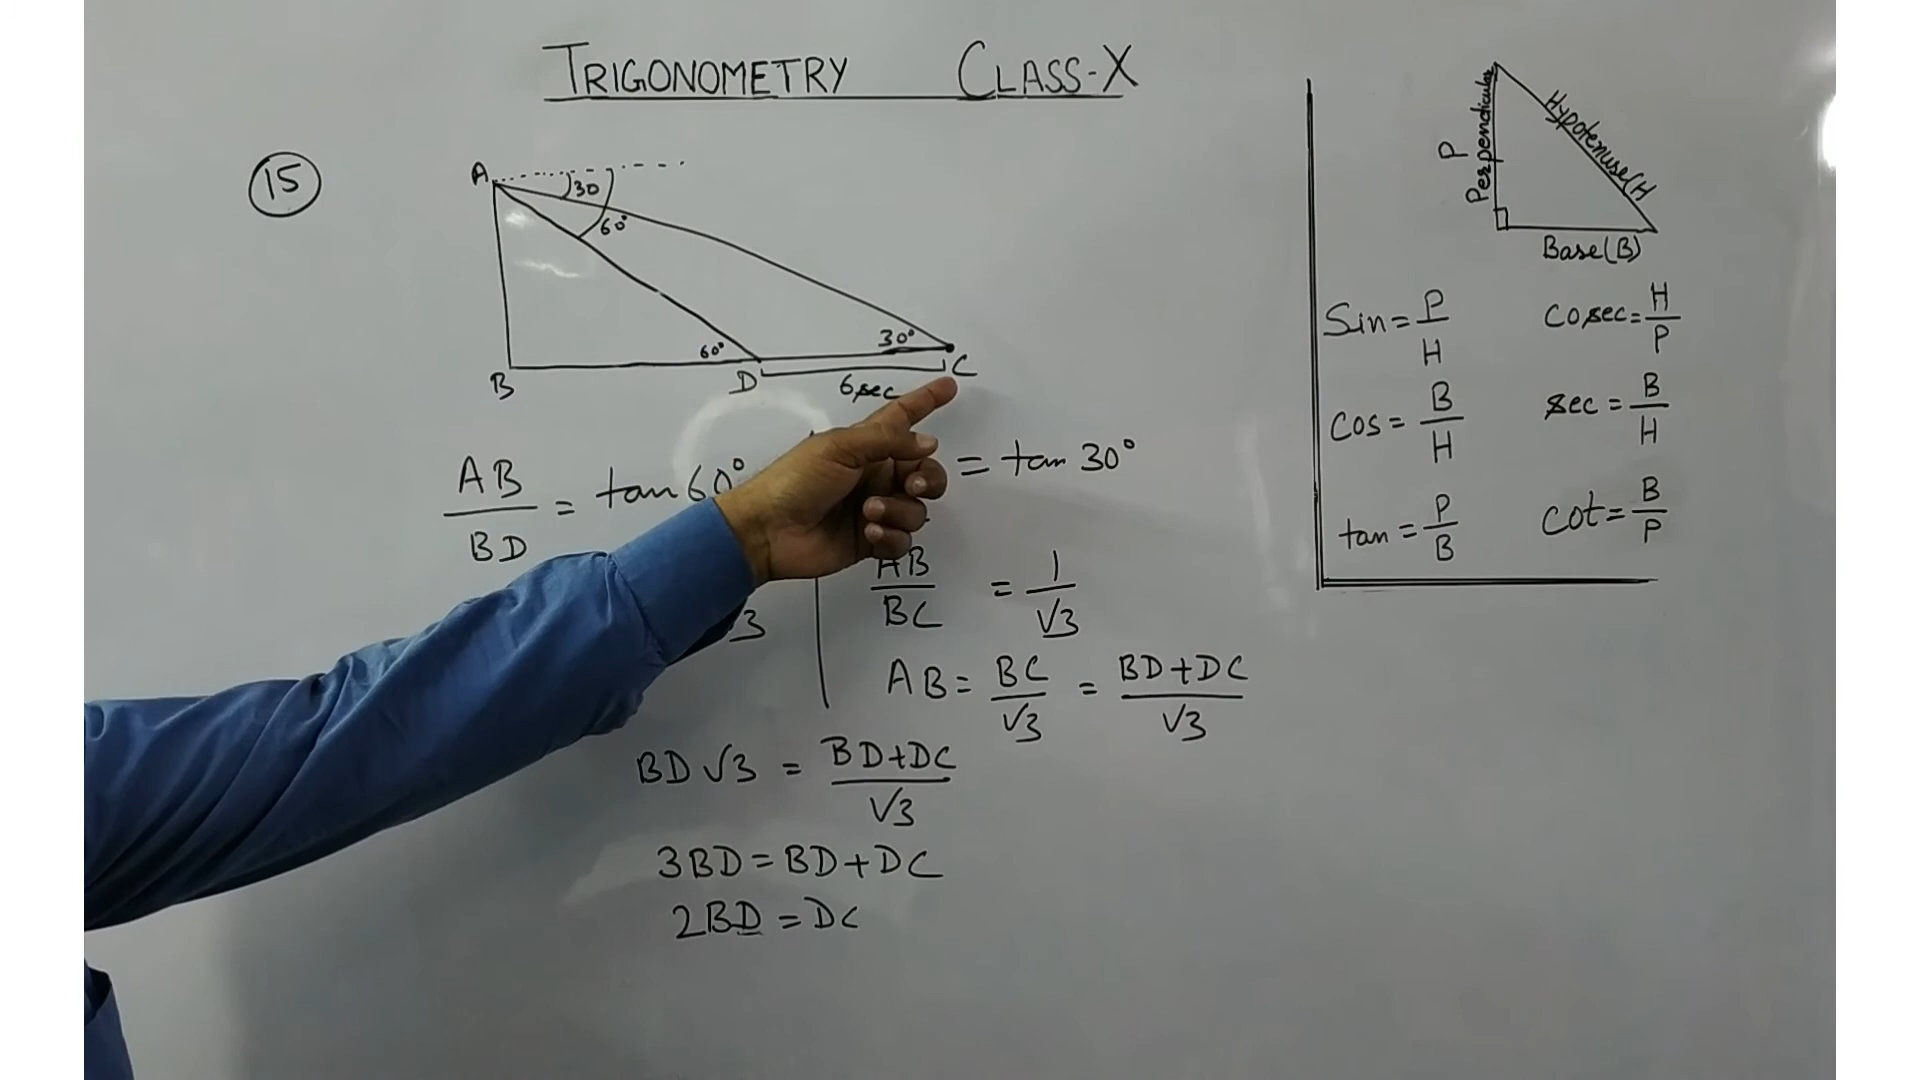 TRIGONOMETRY CLASS-X
15
A
30
60°
60°
30°
B
D
6sec
C
AB/BD = tan 60°
= tan 30°
√3
AB/BC = 1/√3
AB = BC/√3 = BD+DC/√3
BD√3 = BD+DC/√3
3BD = BD+DC
2BD = DC
P
Perpendicular
Hypotenuse(H
Base(B)
Sin = P/H
cosec = H/P
cos = B/H
sec = B/H
tan = P/B
cot = B/P